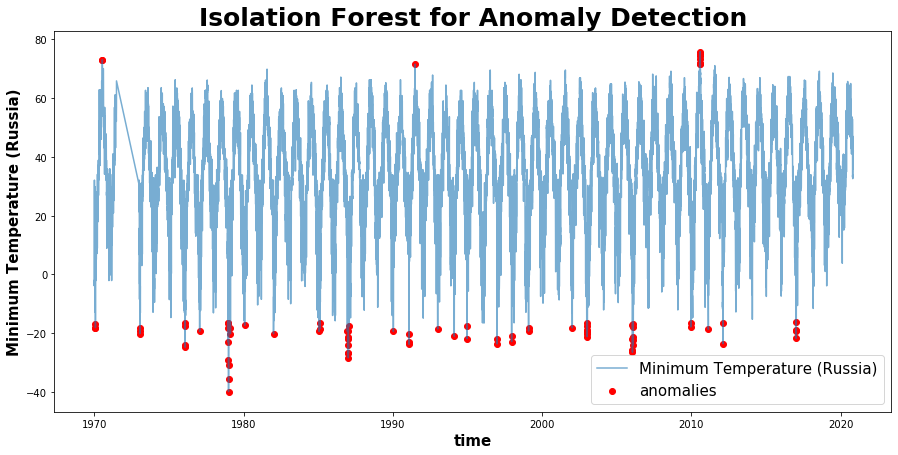 Isolation Forest for Anomaly Detection
Minimum Temperature (Russia)
80
60
40
20
0
−20
−40
1970
1980
1990
2000
2010
2020
time
Minimum Temperature (Russia)
anomalies